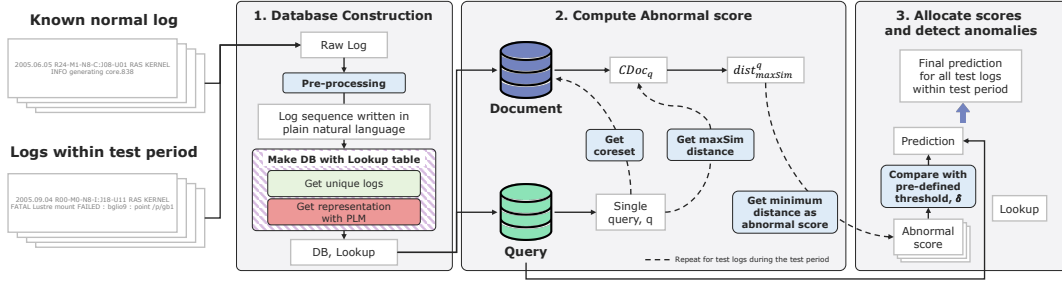 Known normal log
2005.06.05 R24-M1-N8-C:J08-U01 RAS KERNEL
INFO generating core.838
Logs within test period
2005.09.04 RD0-M0-N8-I:J18-U11 RAS KERNEL
FATAL Lustre mount FAILED : bglio9 : point /p/gb1
1. Database Construction
Raw Log
Pre-processing
Log sequence written in
plain natural language
Make DB with Lookup table
Get unique logs
Get representation
with PLM
DB, Lookup
2. Compute Abnormal score
Document
CDoc_q
dist^q_maxSim
Get
coreset
Get maxSim
distance
Query
Single
query, q
Get minimum
distance as
abnormal score
Repeat for test logs during the test period
3. Allocate scores
and detect anomalies
Final prediction
for all test logs
within test period
Prediction
Compare with
pre-defined
threshold, δ
Abnormal
score
Lookup